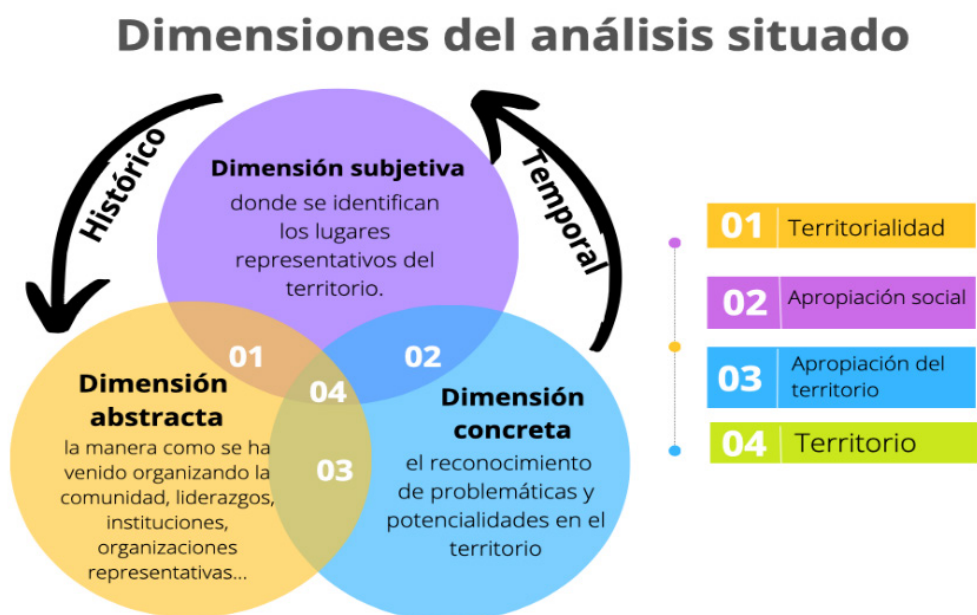 Dimensiones del análisis situado
Histórico
Temporal
Dimensión subjetiva
donde se identifican
los lugares
representativos del
territorio.
01
02
04
03
Dimensión
abstracta
la manera como se ha
venido organizando la
comunidad, liderazgos,
instituciones,
organizaciones
representativas...
Dimensión
concreta
el reconocimiento
de problemáticas y
potencialidades en el
territorio
01 Territorialidad
02 Apropiación social
03 Apropiación del
territorio
04 Territorio